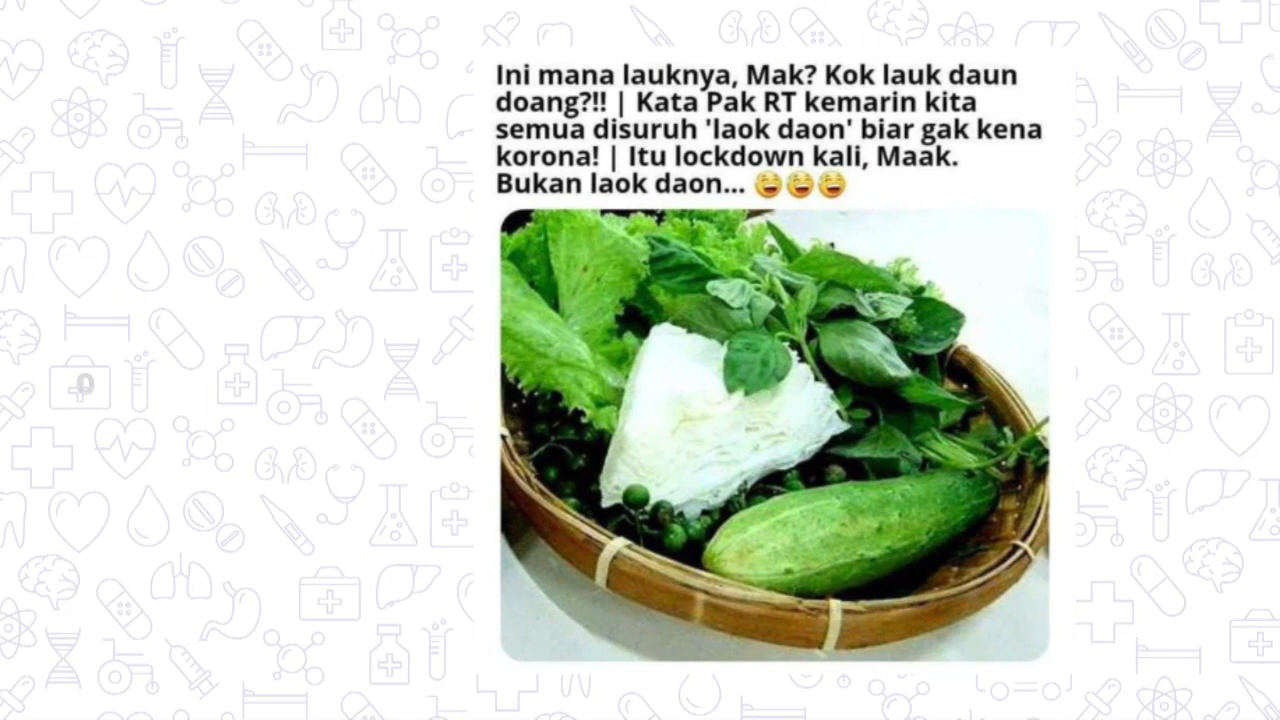 Ini mana lauknya, Mak? Kok lauk daun
doang?!! | Kata Pak RT kemarin kita
semua disuruh 'laok daon' biar gak kena
korona! | Itu lockdown kali, Maak.
Bukan laok daon... 😅😅😅